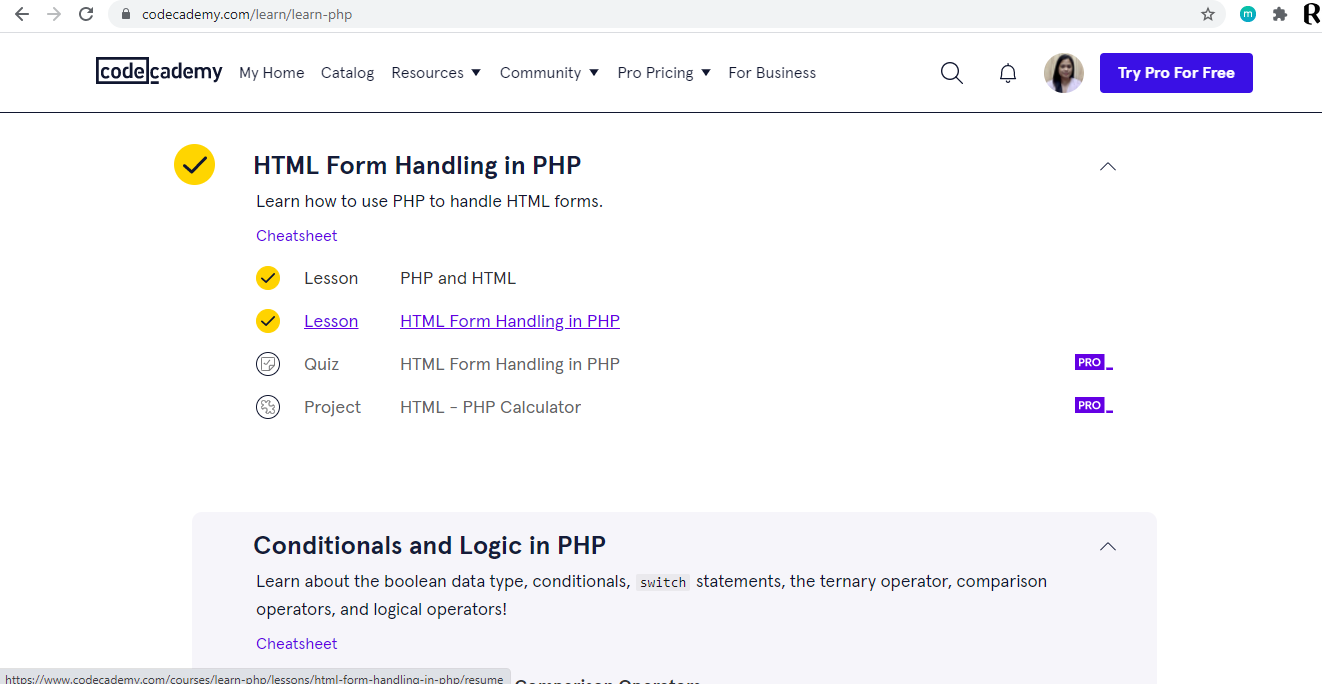 codecademy.com/learn/learn-php
m
R
codecademy My Home Catalog Resources Community Pro Pricing For Business Try Pro For Free
HTML Form Handling in PHP
Learn how to use PHP to handle HTML forms.
Cheatsheet
Lesson PHP and HTML
Lesson HTML Form Handling in PHP
Quiz HTML Form Handling in PHP PRO
Project HTML - PHP Calculator PRO
Conditionals and Logic in PHP
Learn about the boolean data type, conditionals, switch statements, the ternary operator, comparison
operators, and logical operators!
Cheatsheet
https://www.codecademy.com/courses/learn-php/lessons/html-form-handling-in-php/resume Comparison Operators